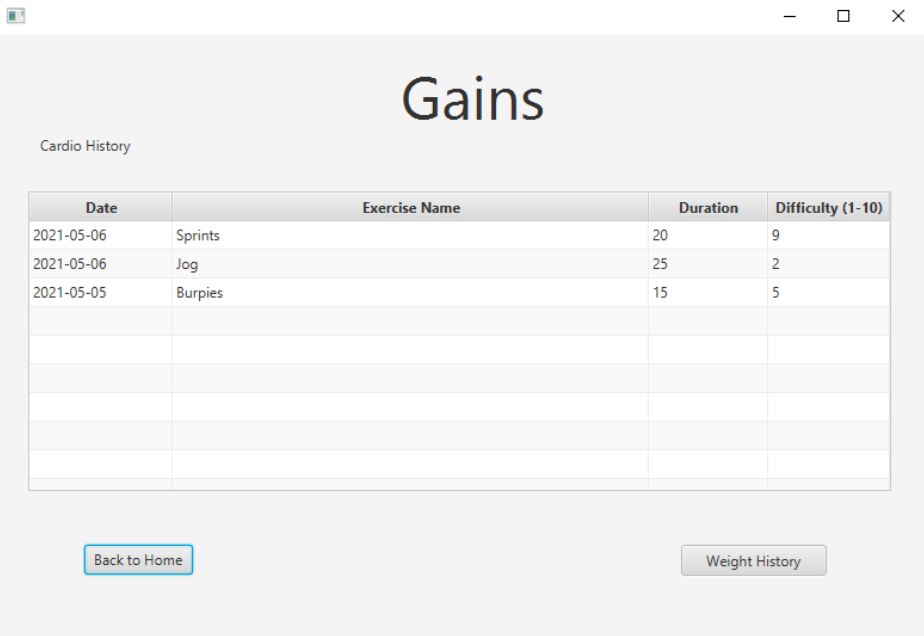 Gains
Cardio History
Date Exercise Name Duration Difficulty (1-10)
2021-05-06 Sprints 20 9
2021-05-06 Jog 25 2
2021-05-05 Burpies 15 5
Back to Home Weight History